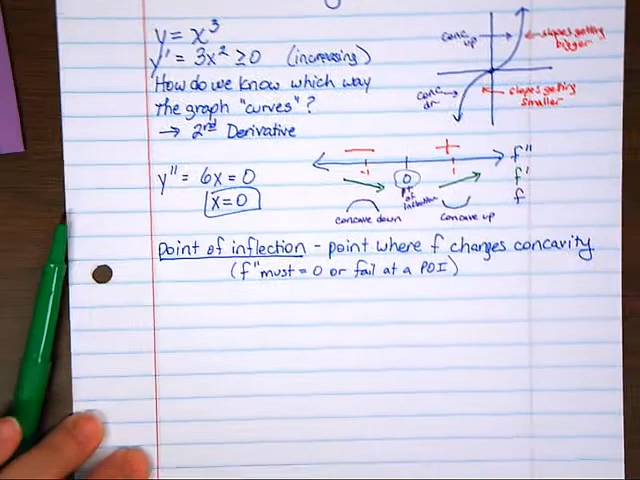 y = x³
y' = 3x² ≥ 0 (increasing)
How do we know which way
the graph "curves"?
→ 2nd Derivative
conc up
slopes getting bigger
conc dn
slopes getting smaller
y'' = 6x = 0
x = 0
− +
-1 0 1
f''
f'
f
pt of inflection
concave down
concave up
Point of inflection - point where f changes concavity.
(f'' must = 0 or fail at a POI)